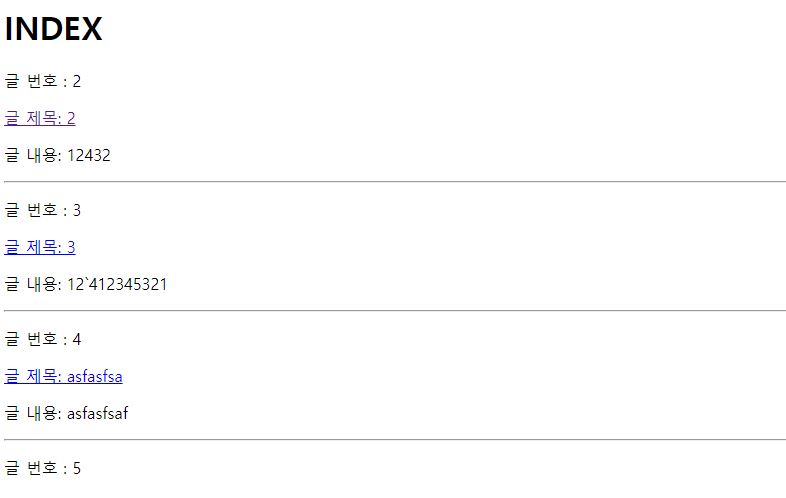 INDEX
글 번호 : 2
글 제목: 2
글 내용: 12432
글 번호 : 3
글 제목: 3
글 내용: 12`412345321
글 번호 : 4
글 제목: asfasfsa
글 내용: asfasfsaf
글 번호 : 5